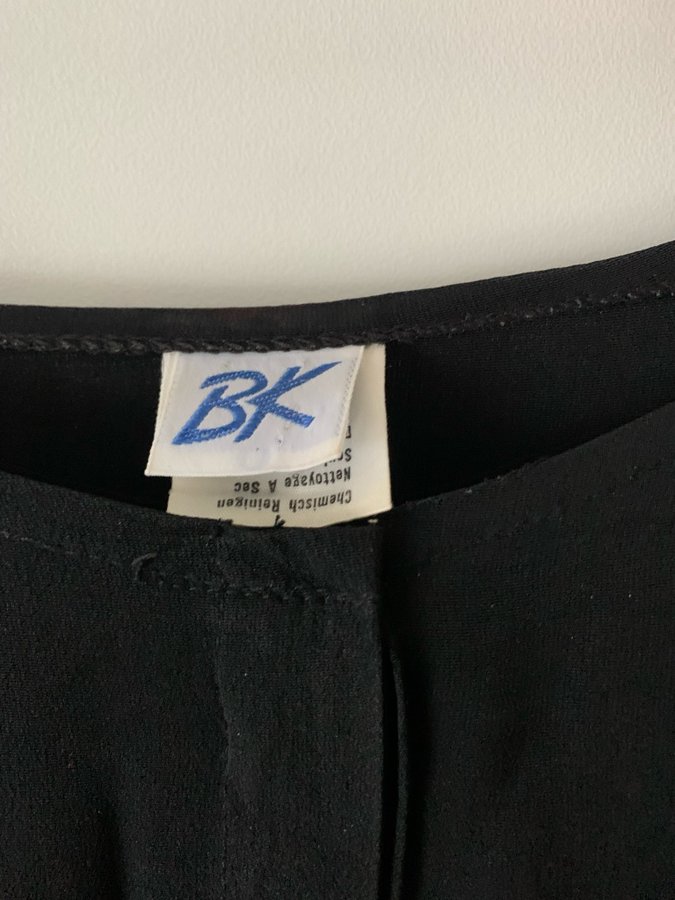 BK
Chemisch Reinigen
Nettoyage A Sec